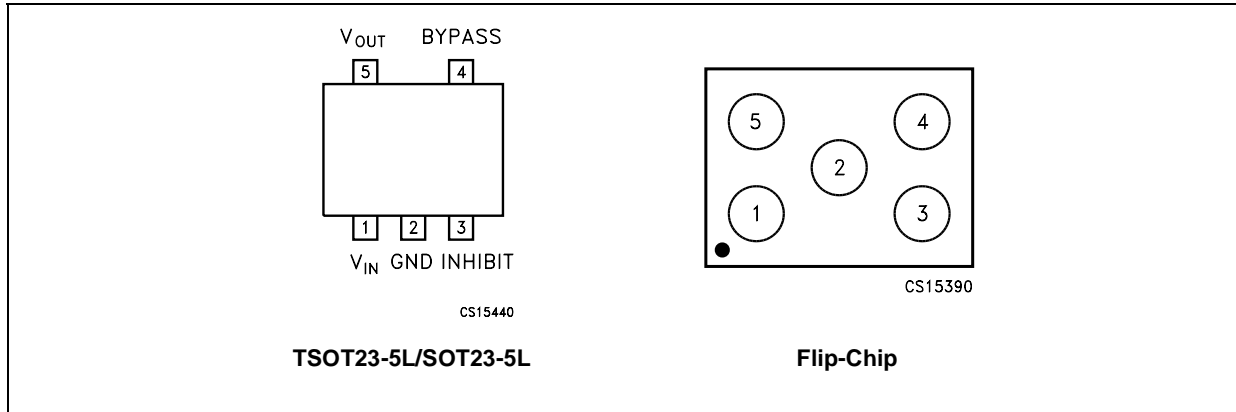 VOUT BYPASS
5 4
1 2 3
VIN GND INHIBIT
CS15440
TSOT23-5L/SOT23-5L
5 4
2
1 3
CS15390
Flip-Chip